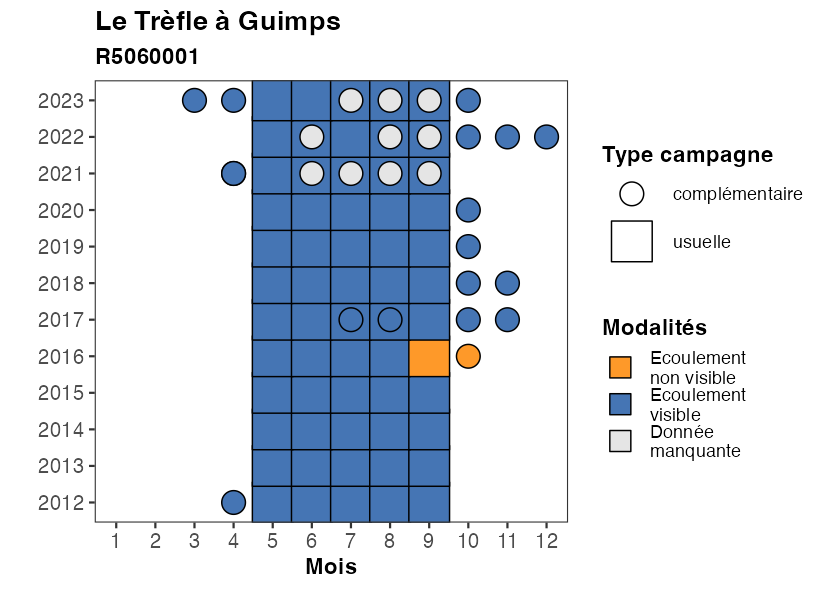 Le Trèfle à Guimps
R5060001
2023
2022
2021
2020
2019
2018
2017
2016
2015
2014
2013
2012
1 2 3 4 5 6 7 8 9 10 11 12
Mois
Type campagne
complémentaire
usuelle
Modalités
Ecoulement
non visible
Ecoulement
visible
Donnée
manquante